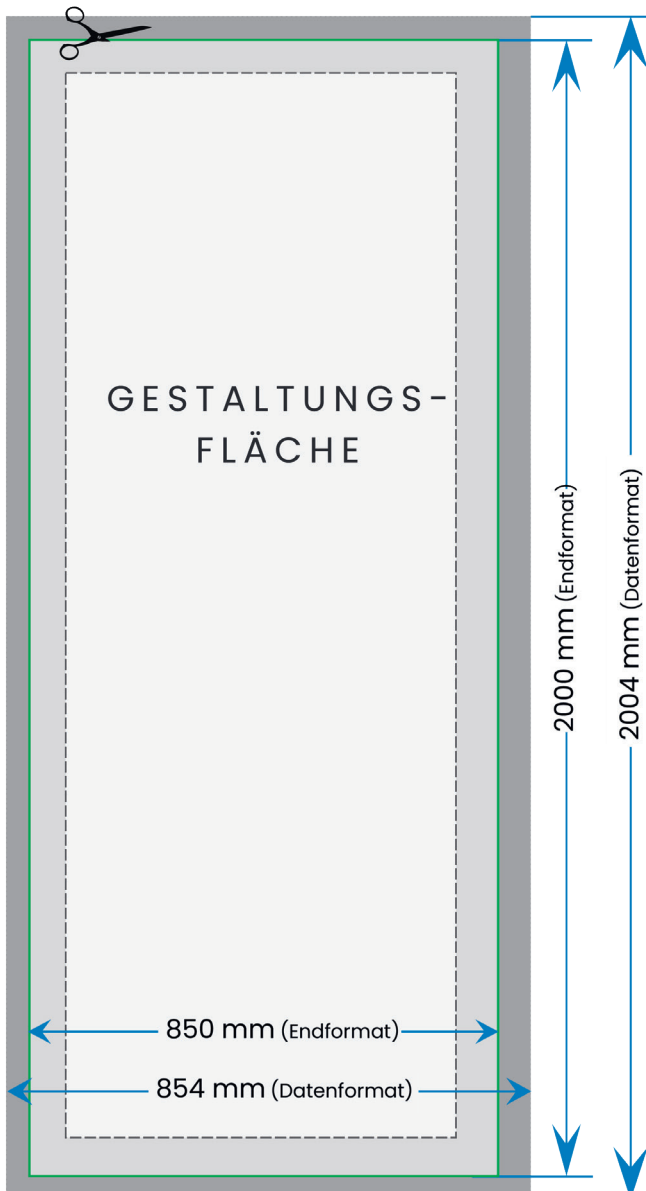 GESTALTUNGS-
FLÄCHE
2000 mm (Endformat)
2004 mm (Datenformat)
850 mm (Endformat)
854 mm (Datenformat)